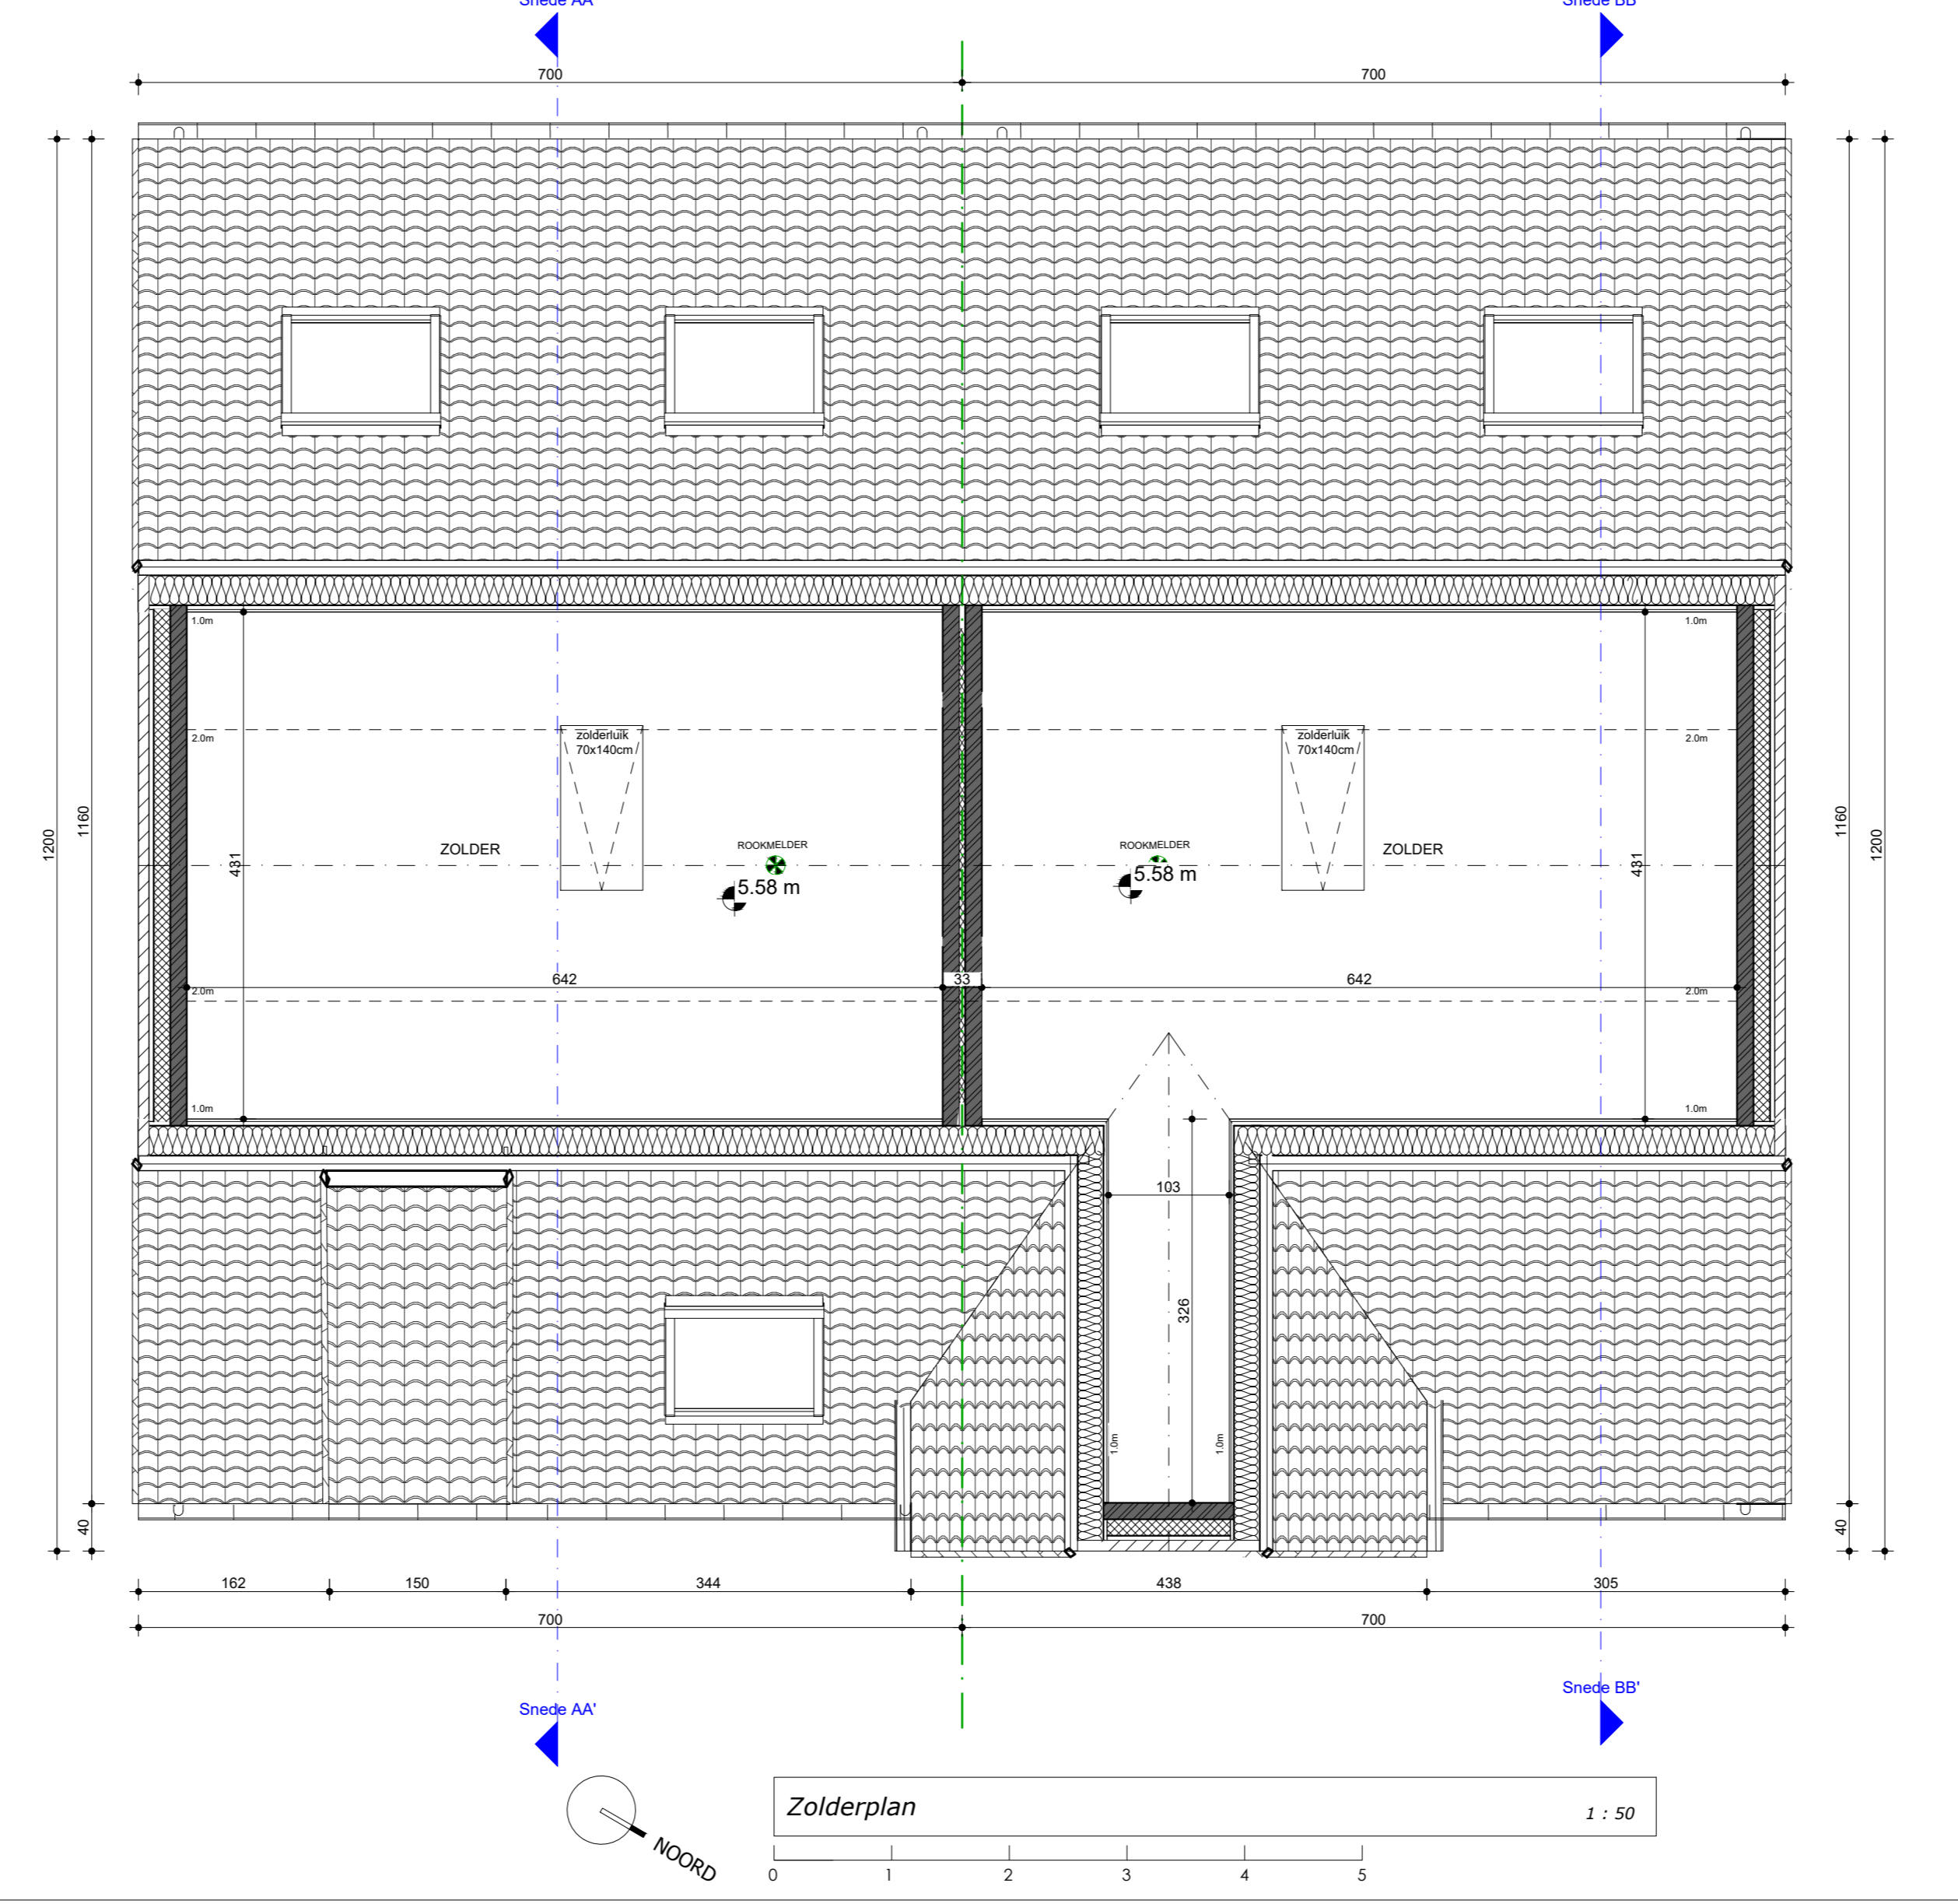 Snede AA
Snede BB
700
700
1.0m
1.0m
2.0m
2.0m
zolderluik
70x140cm
zolderluik
70x140cm
1200
1160
431
ZOLDER
ROOKMELDER
5.58 m
ROOKMELDER
5.58 m
ZOLDER
431
1160
1200
642
33
642
2.0m
2.0m
1.0m
1.0m
103
326
1.0m
1.0m
40
40
162
150
344
438
305
700
700
Snede AA'
Snede BB'
NOORD
Zolderplan
1 : 50
0
1
2
3
4
5